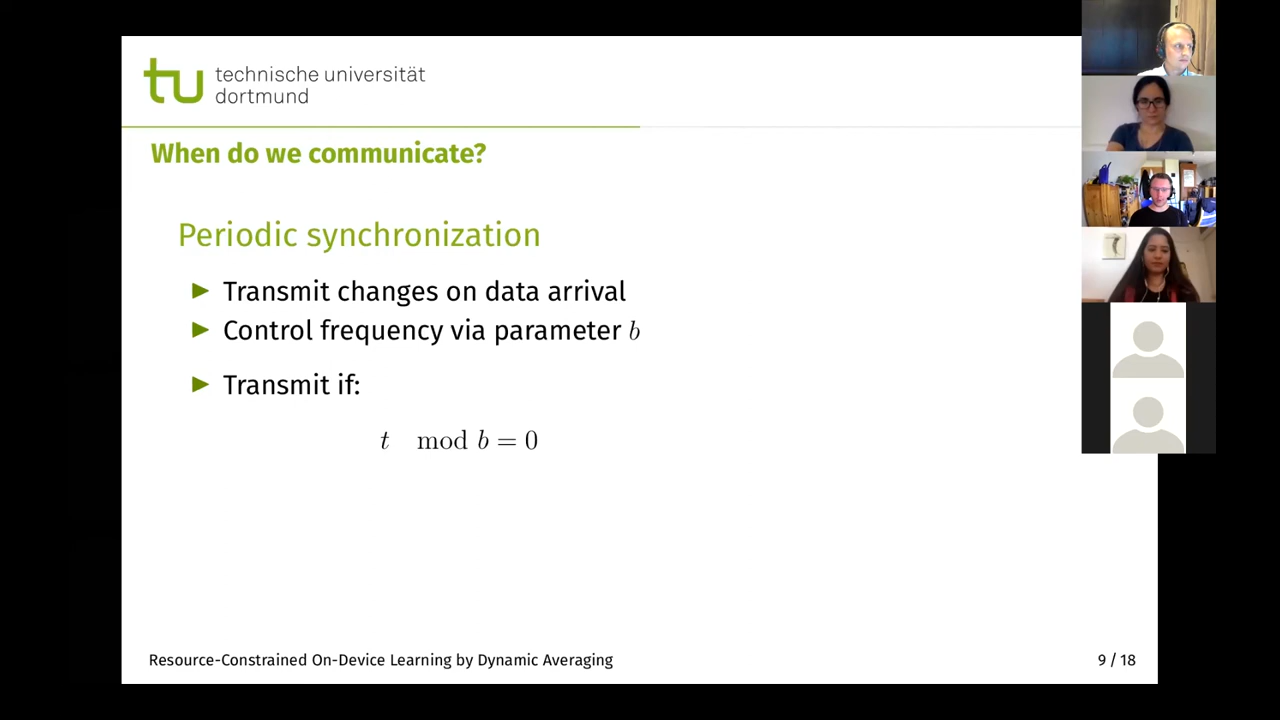 technische universität
dortmund
When do we communicate?
Periodic synchronization
Transmit changes on data arrival
Control frequency via parameter b
Transmit if:
t mod b = 0
Resource-Constrained On-Device Learning by Dynamic Averaging
9 / 18